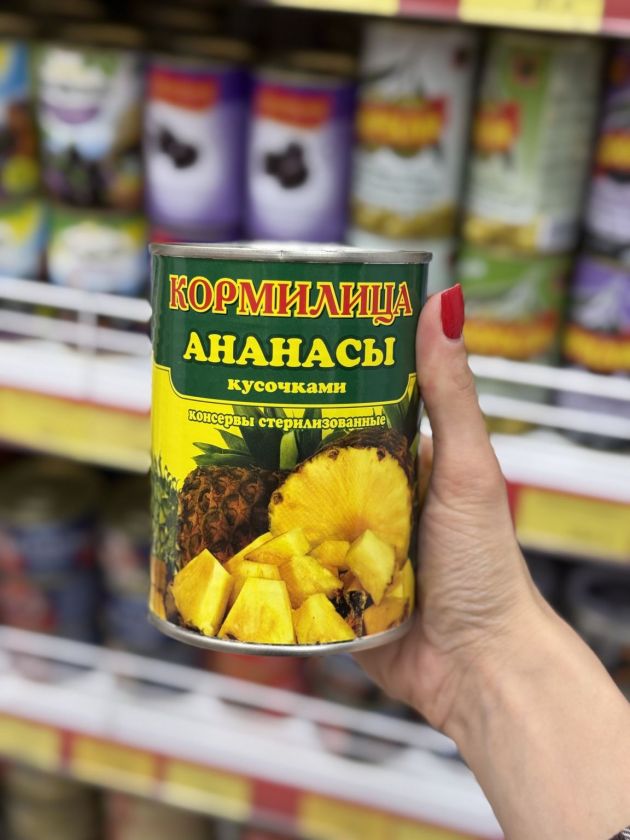 КОРМИЛИЦА
АНАНАСЫ
кусочками
консервы стерилизованные